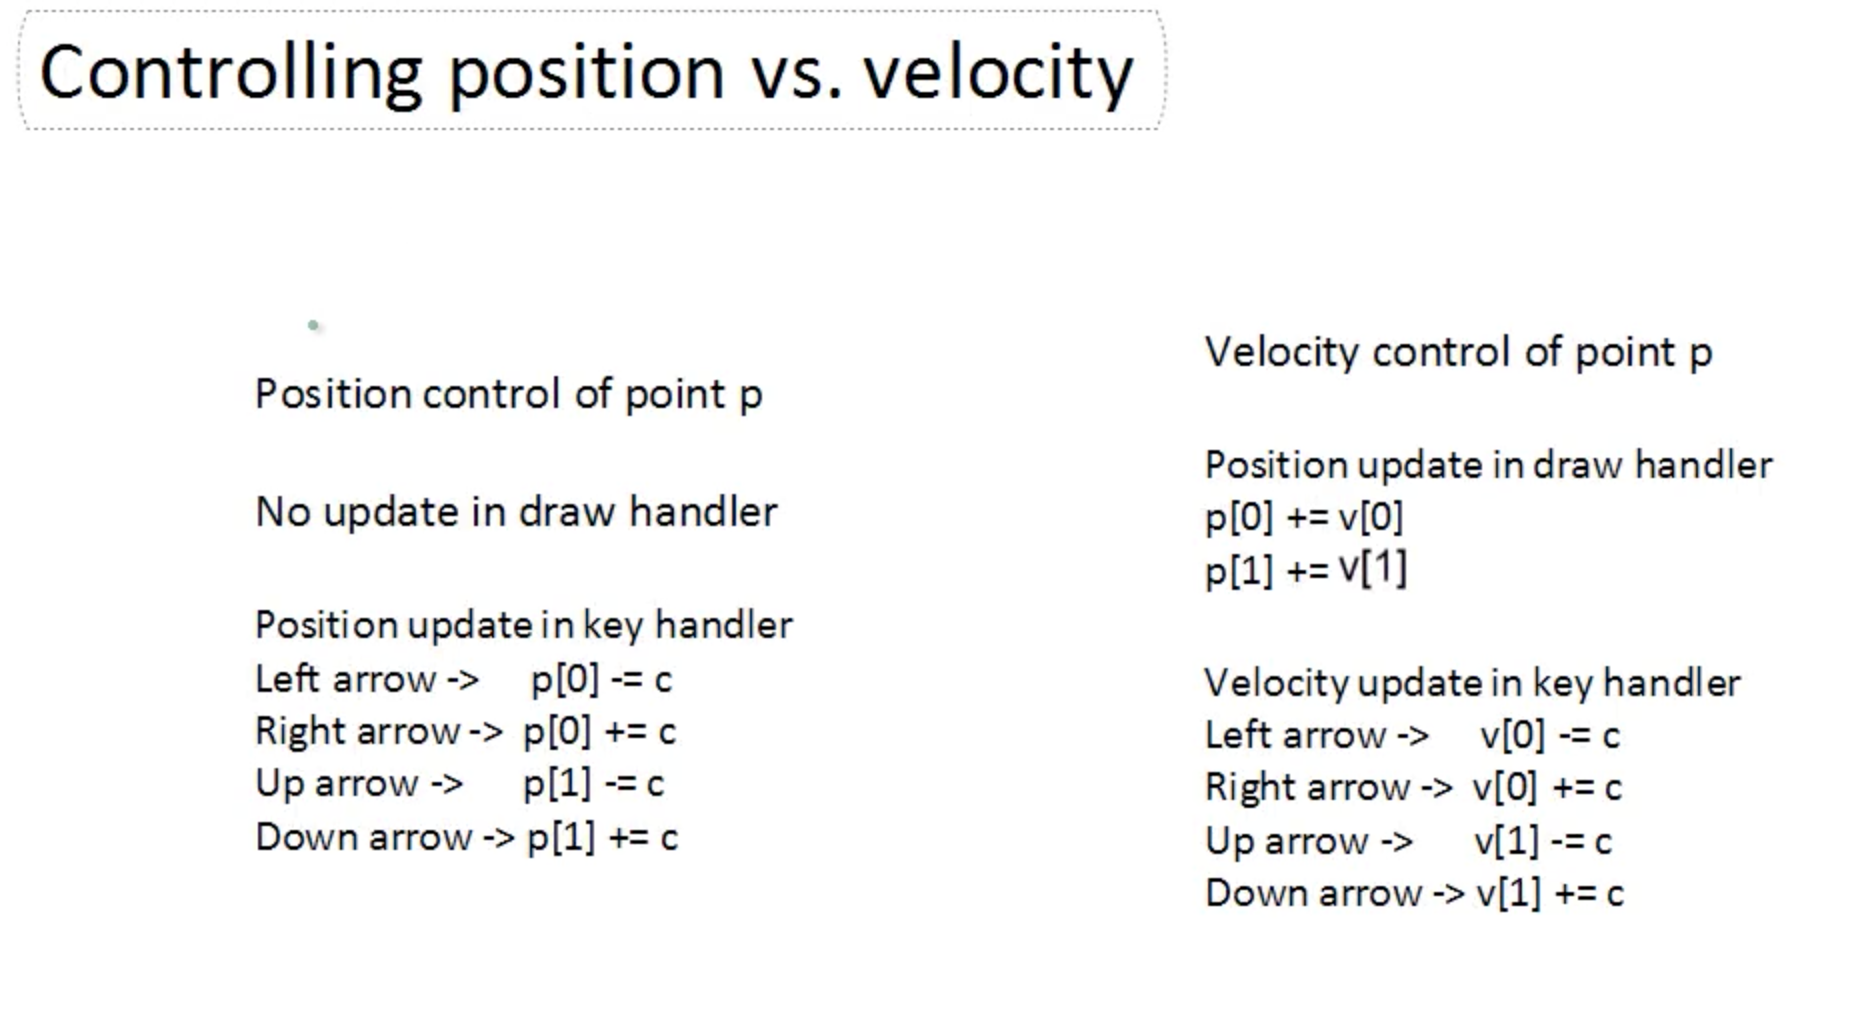 Controlling position vs. velocity
Position control of point p
No update in draw handler
Position update in key handler
Left arrow -> p[0] -= c
Right arrow -> p[0] += c
Up arrow -> p[1] -= c
Down arrow -> p[1] += c
Velocity control of point p
Position update in draw handler
p[0] += v[0]
p[1] += v[1]
Velocity update in key handler
Left arrow -> v[0] -= c
Right arrow -> v[0] += c
Up arrow -> v[1] -= c
Down arrow -> v[1] += c